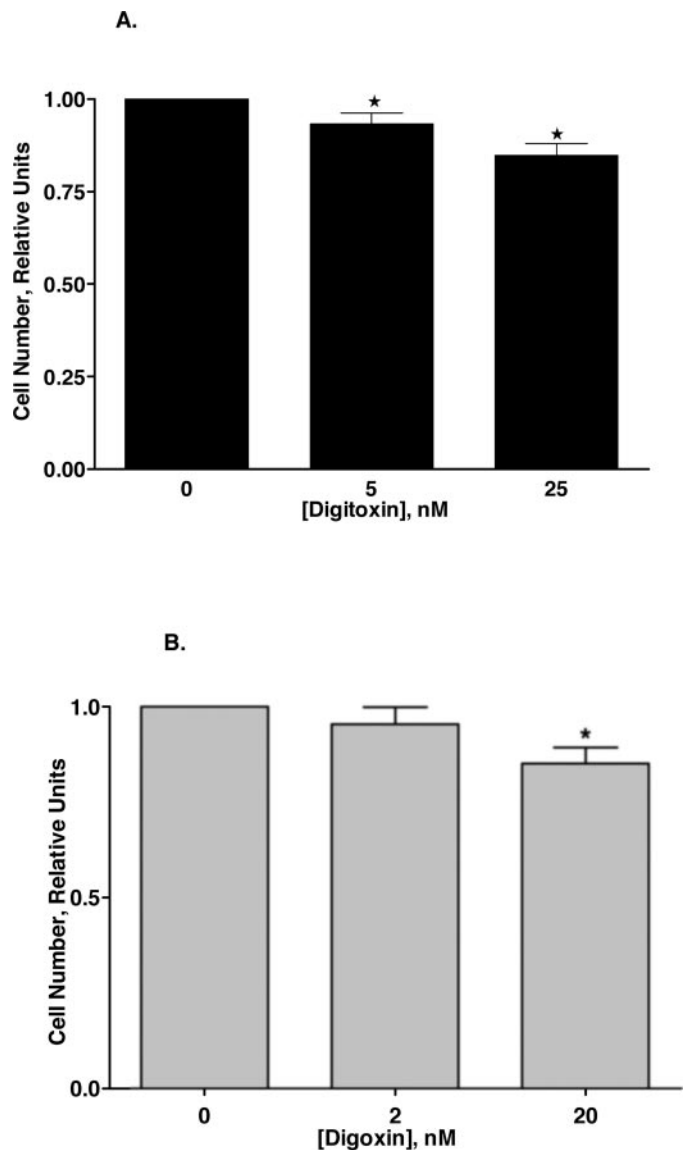 A.
Cell Number, Relative Units
1.00
0.75
0.50
0.25
0.00
★
★
0
5
25
[Digitoxin], nM
B.
Cell Number, Relative Units
1.0
0.5
0.0
★
0
2
20
[Digoxin], nM